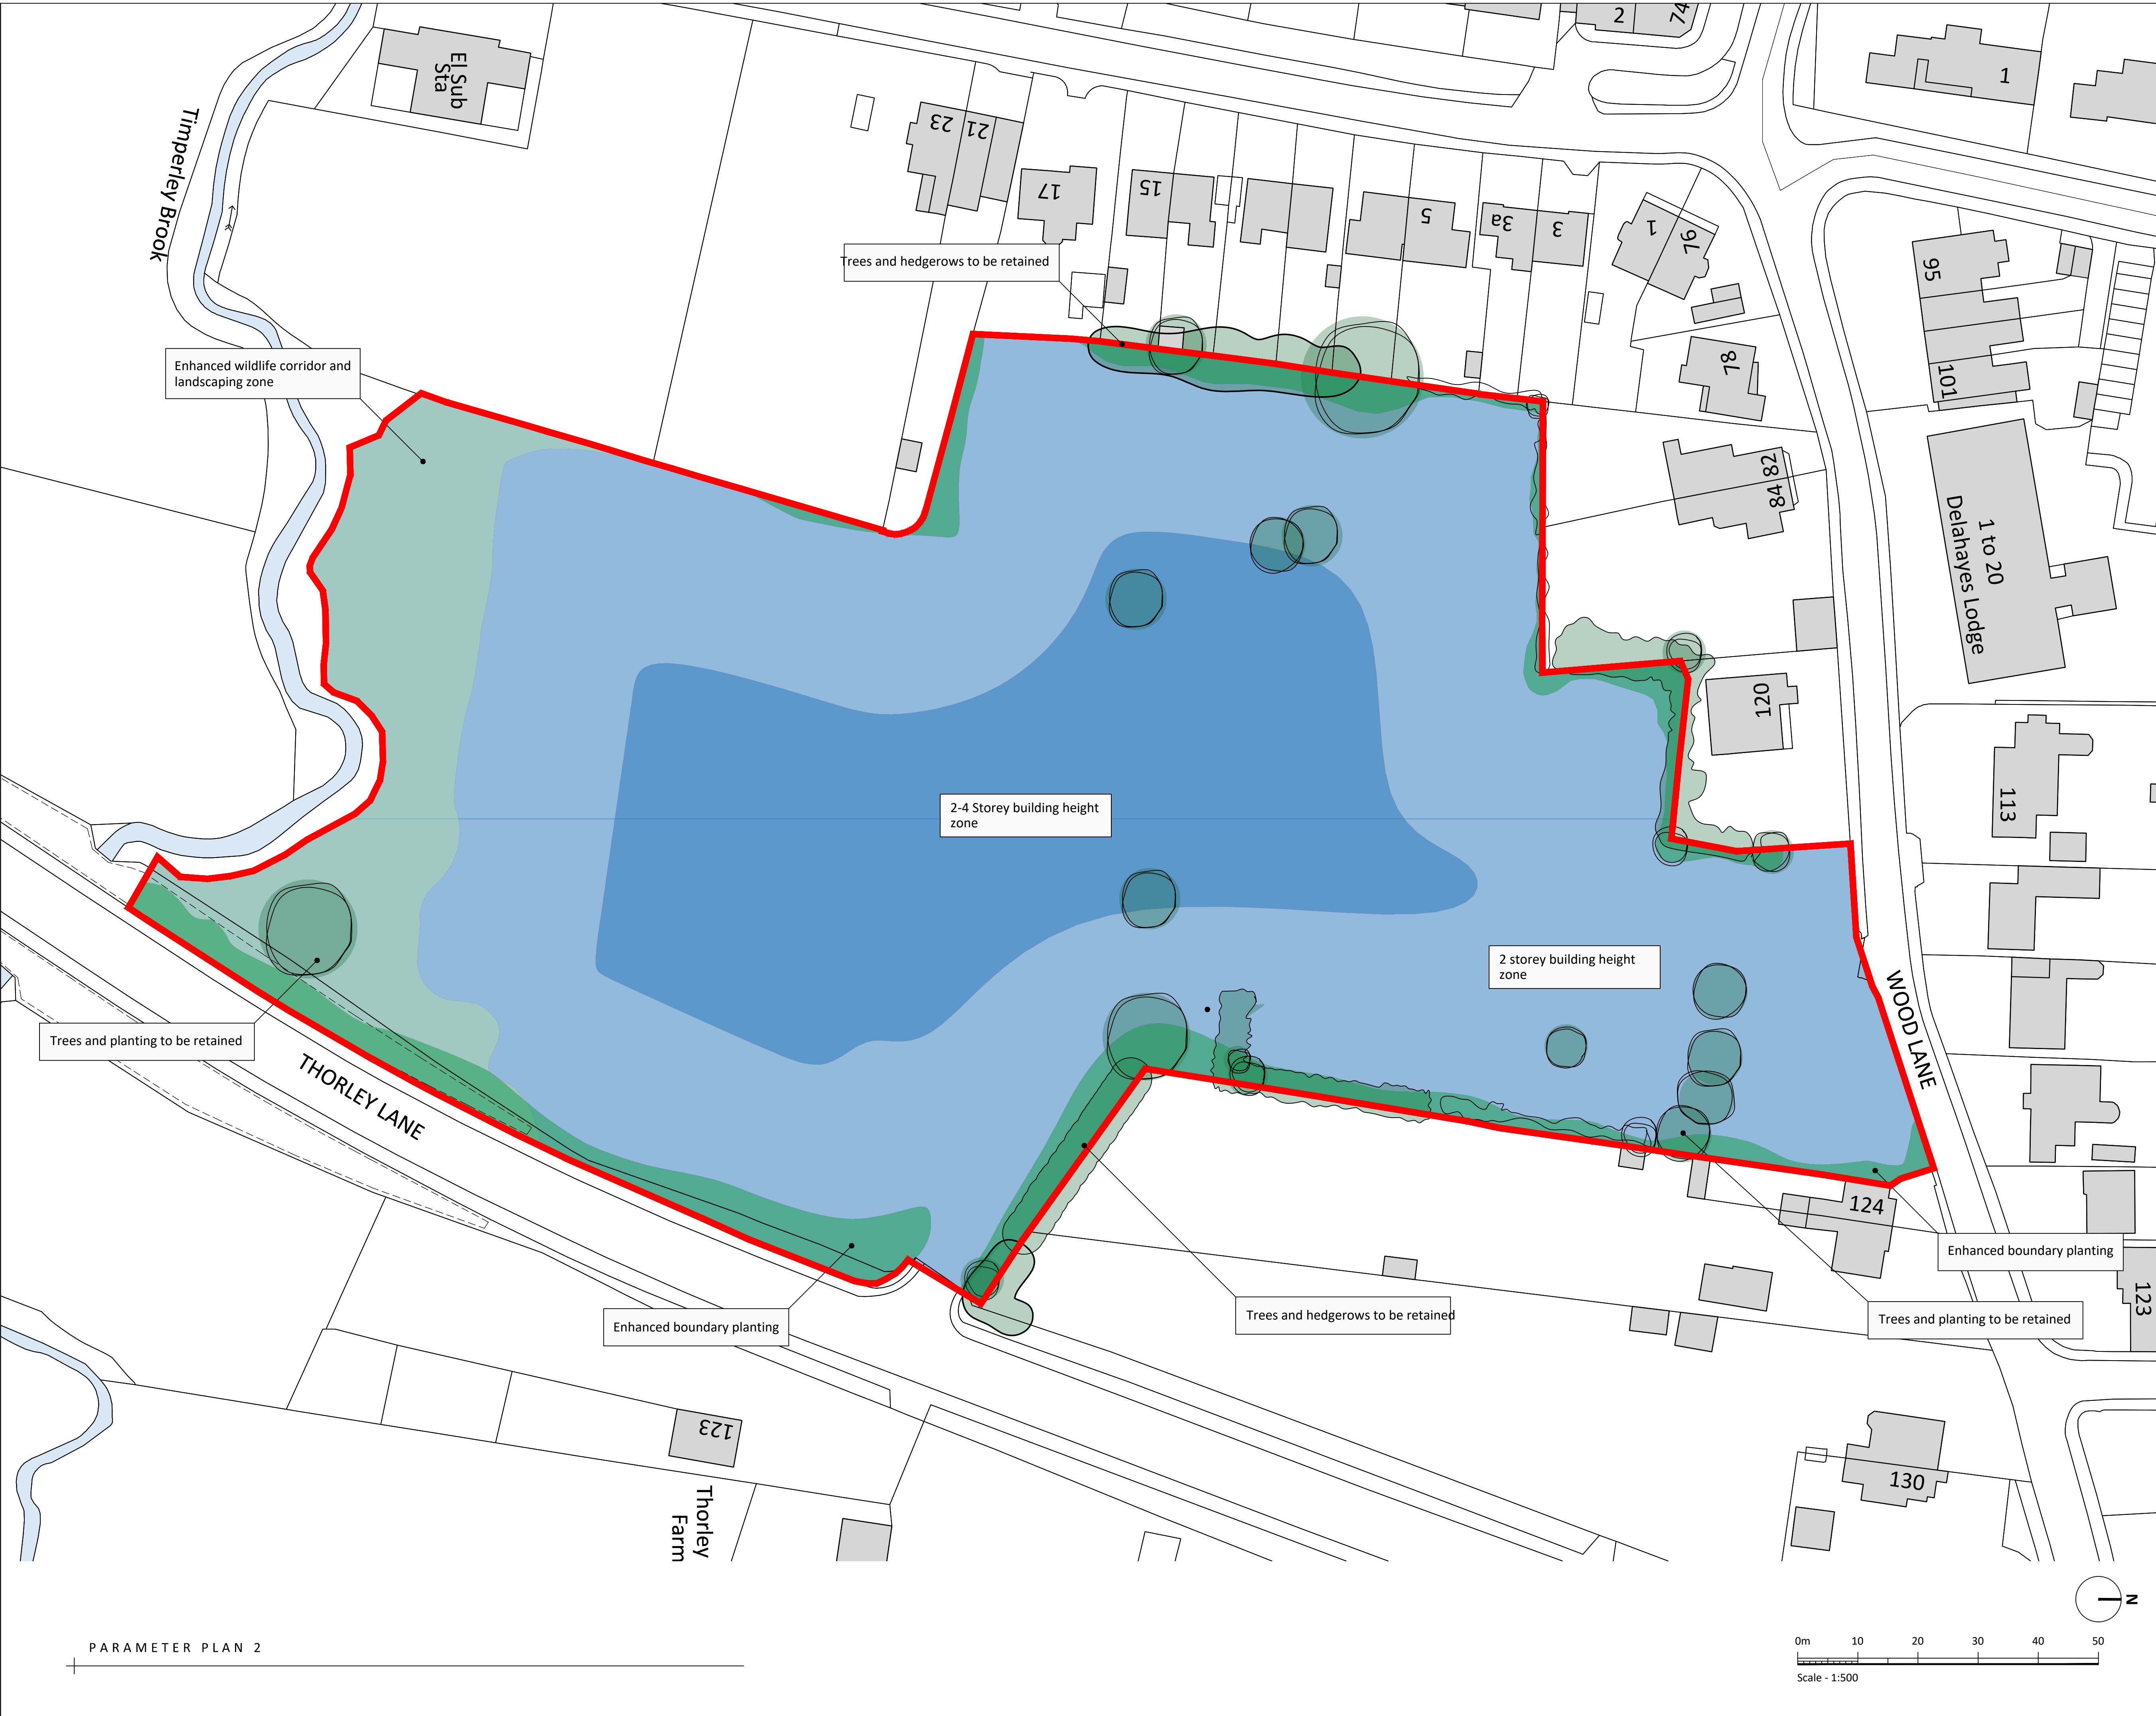 2
74
El Sub
Sta
1
Timperley Brook
23
21
17
15
5
3a
3
1
76
95
Trees and hedgerows to be retained
Enhanced wildlife corridor and
landscaping zone
78
101
82
84
1 to 20
Delahayes Lodge
120
113
2-4 Storey building height
zone
2 storey building height
zone
WOOD LANE
Trees and planting to be retained
THORLEY LANE
124
Enhanced boundary planting
123
Enhanced boundary planting
Trees and hedgerows to be retained
Trees and planting to be retained
123
130
Thorley
Farm
N
PARAMETER PLAN 2
0m 10 20 30 40 50
Scale - 1:500